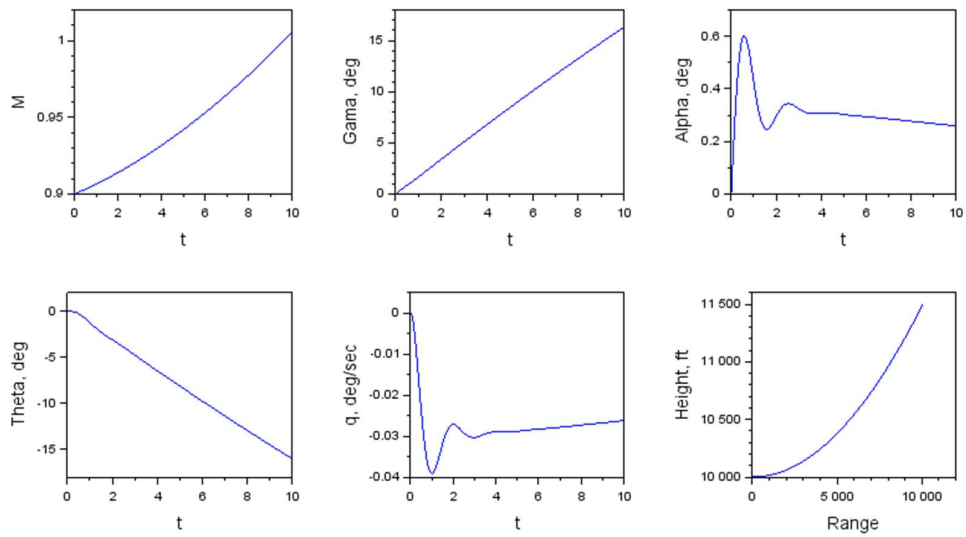 M
1
0.95
0.9
0 2 4 6 8 10
t
Gama, deg
15
10
5
0
0 2 4 6 8 10
t
Alpha, deg
0.6
0.4
0.2
0
0 2 4 6 8 10
t
Theta, deg
0
-5
-10
-15
0 2 4 6 8 10
t
q, deg/sec
0
-0.01
-0.02
-0.03
-0.04
0 2 4 6 8 10
t
Height, ft
11 500
11 000
10 500
10 000
0 5 000 10 000
Range